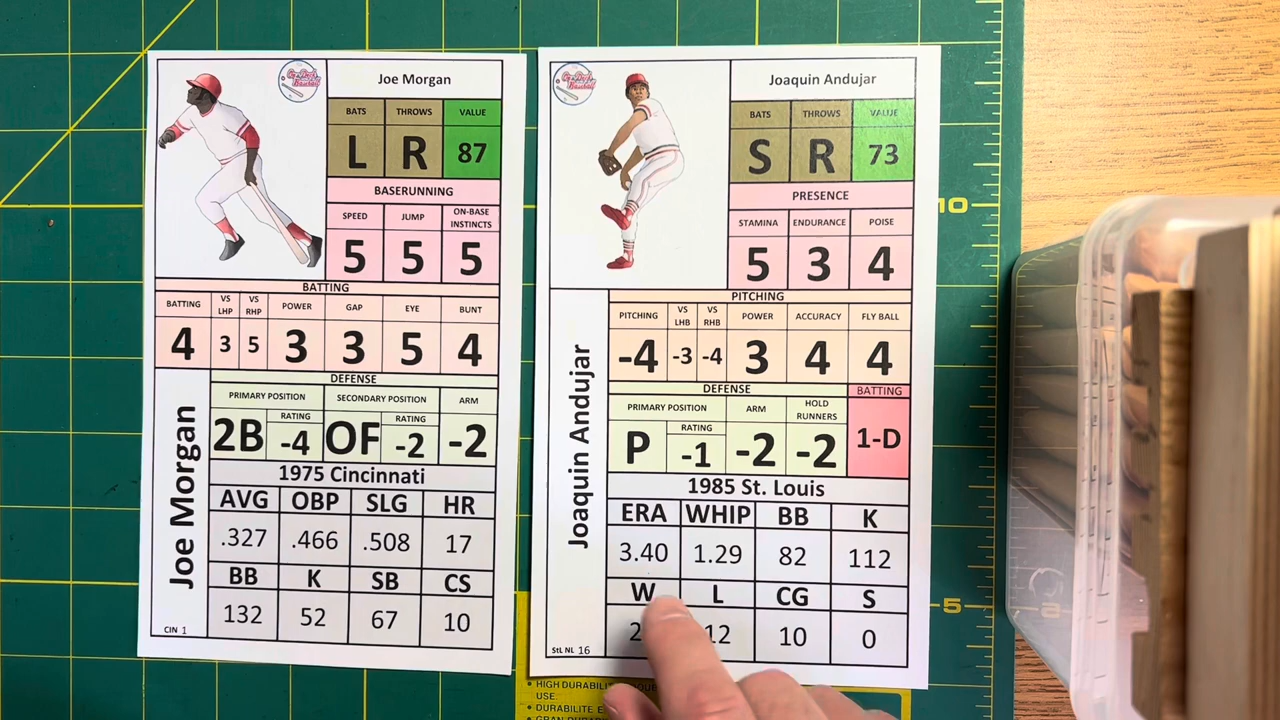 Joe Morgan
BATS THROWS VALUE
L R 87
BASERUNNING
SPEED JUMP ON-BASE INSTINCTS
5 5 5
BATTING
BATTING VS LHP VS RHP POWER GAP EYE BUNT
4 3 5 3 3 5 4
DEFENSE
PRIMARY POSITION SECONDARY POSITION ARM
RATING RATING
2B -4 OF -2 -2
1975 Cincinnati
AVG OBP SLG HR
.327 .466 .508 17
BB K SB CS
132 52 67 10
Joe Morgan
CIN 1
Joaquin Andujar
BATS THROWS VALUE
S R 73
PRESENCE
STAMINA ENDURANCE POISE
5 3 4
PITCHING
PITCHING VS LHB VS RHB POWER ACCURACY FLY BALL
-4 -3 -4 3 4 4
DEFENSE BATTING
PRIMARY POSITION ARM HOLD RUNNERS
RATING
P -1 -2 -2 1-D
1985 St. Louis
ERA WHIP BB K
3.40 1.29 82 112
W L CG S
12 10 0
Joaquin Andujar
StL NL 16
10
5
HIGH DURABIL
USE.
DURABILITE E